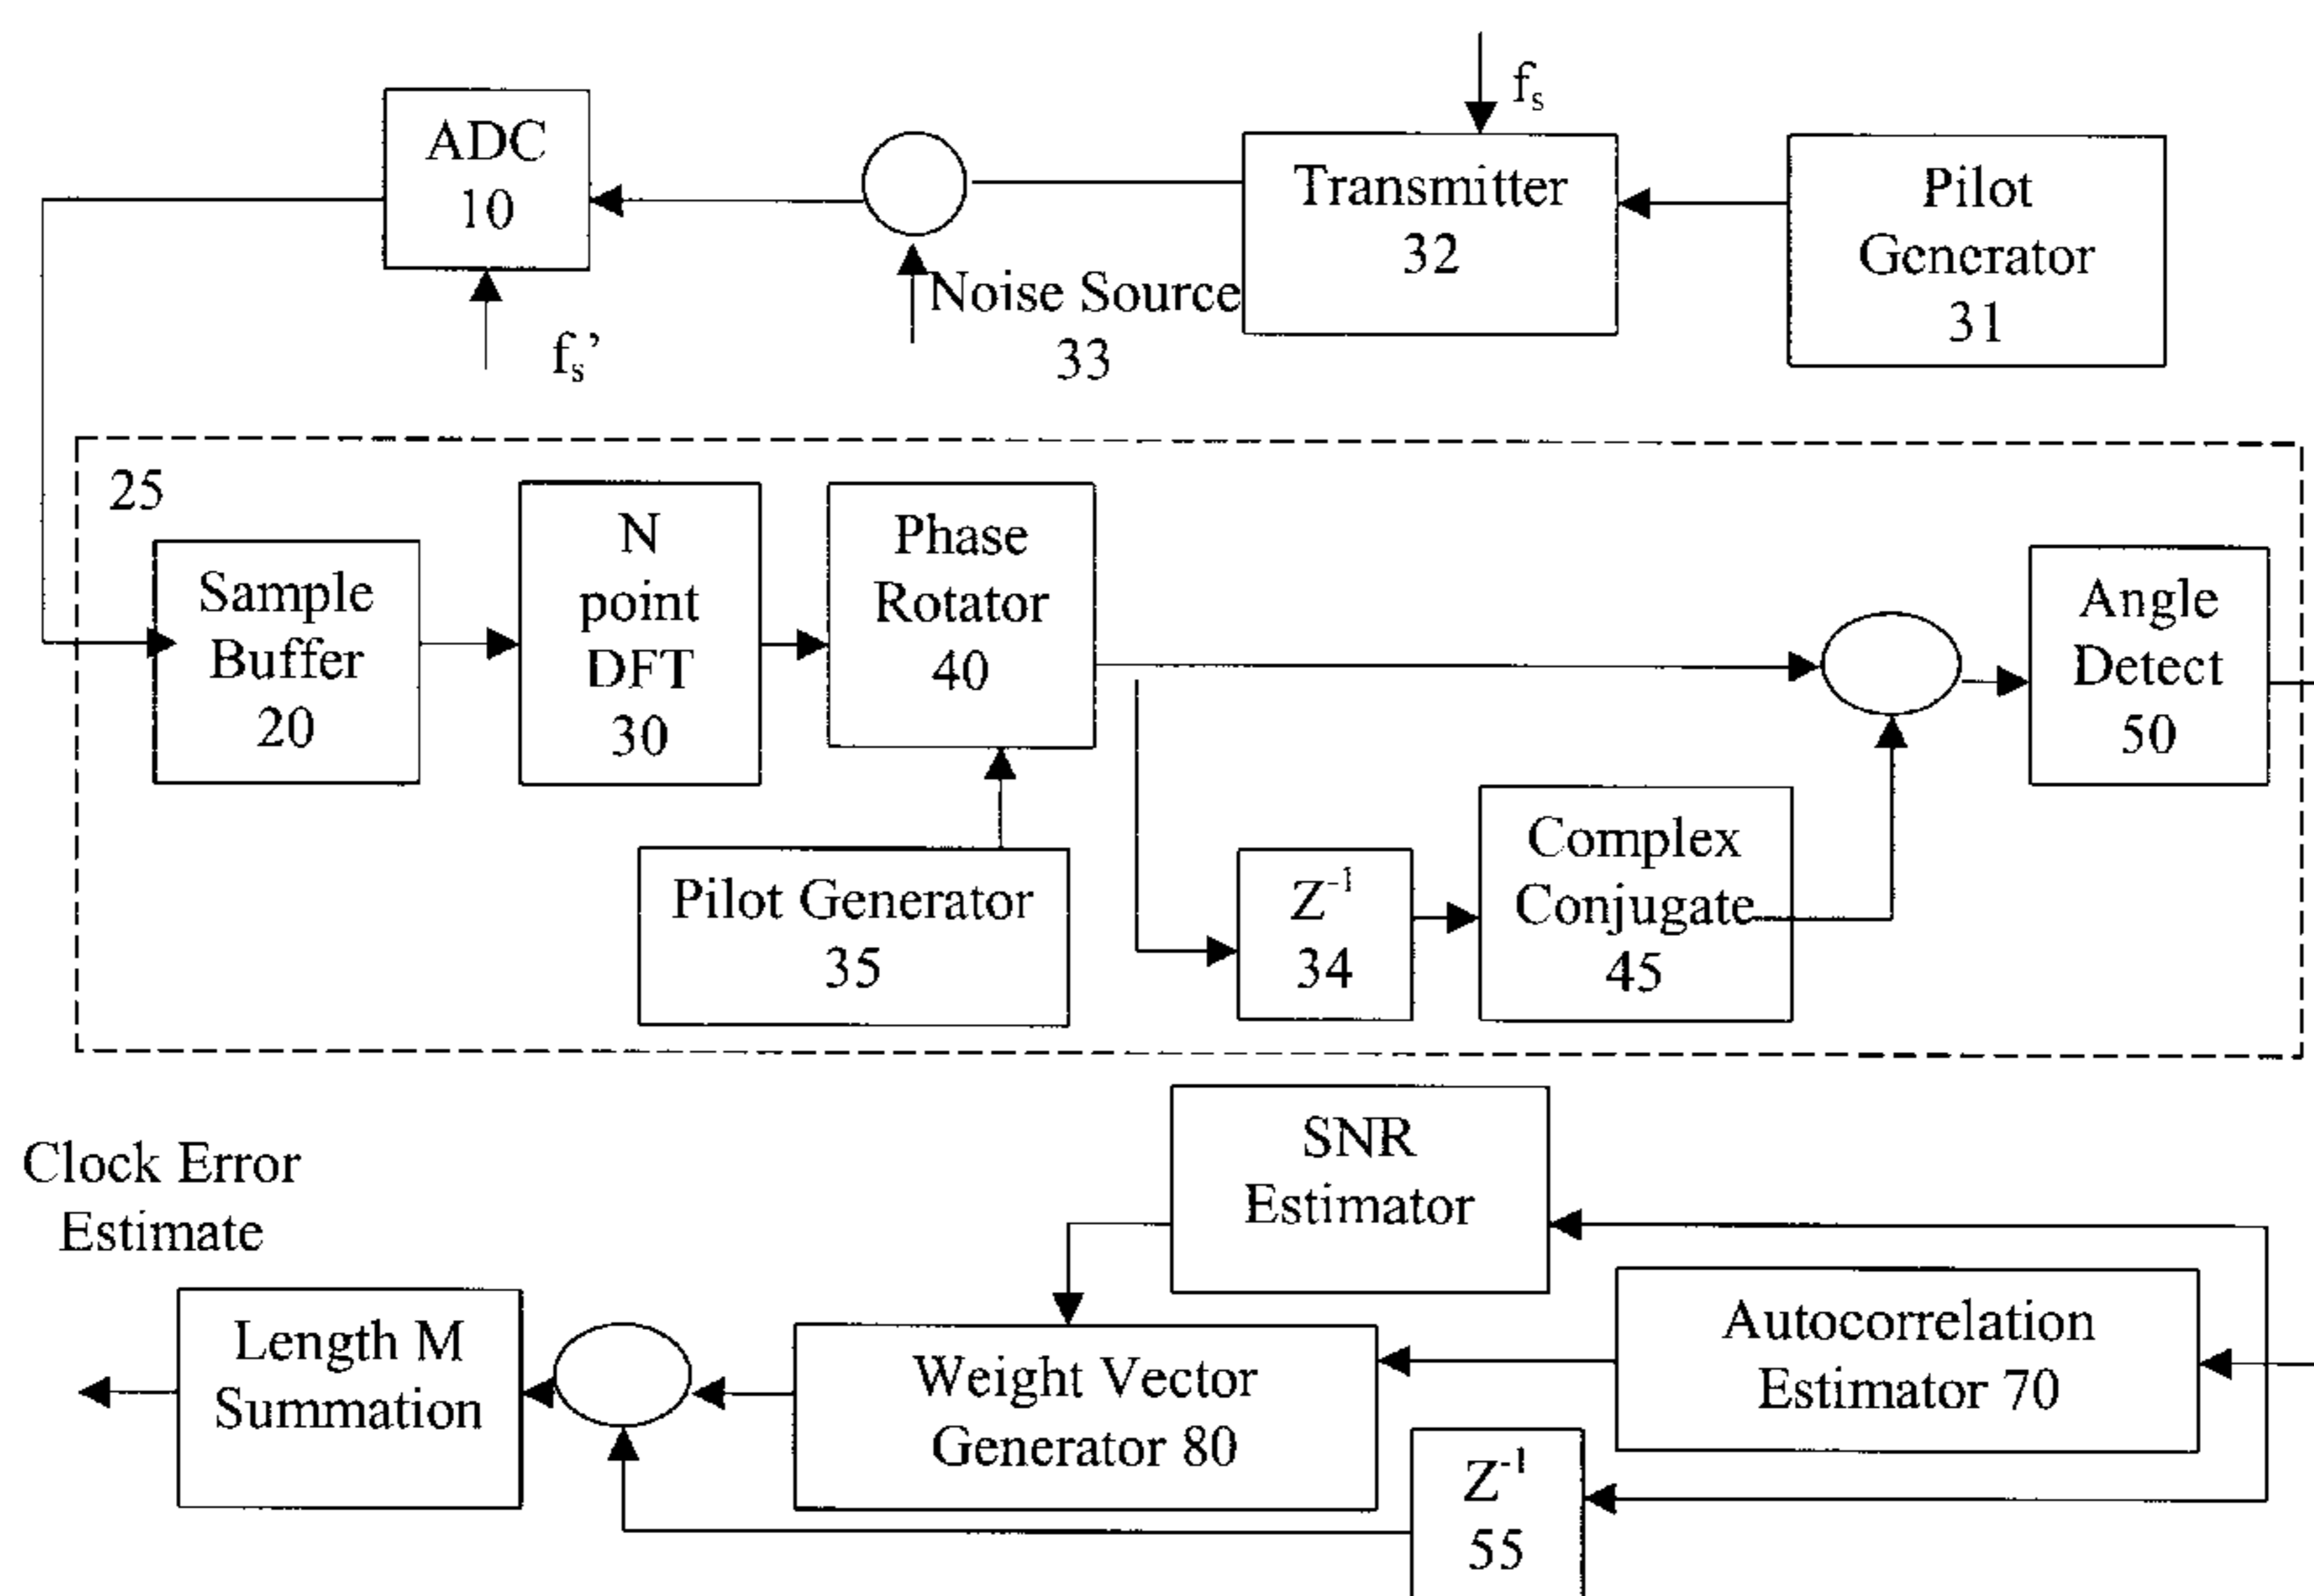 fs
ADC
10
Transmitter
32
Pilot
Generator
31
Noise Source
33
fs’
25
Sample
Buffer
20
N
point
DFT
30
Phase
Rotator
40
Angle
Detect
50
Pilot Generator
35
Z-1
34
Complex
Conjugate
45
Clock Error
Estimate
SNR
Estimator
Length M
Summation
Weight Vector
Generator 80
Autocorrelation
Estimator 70
Z-1
55